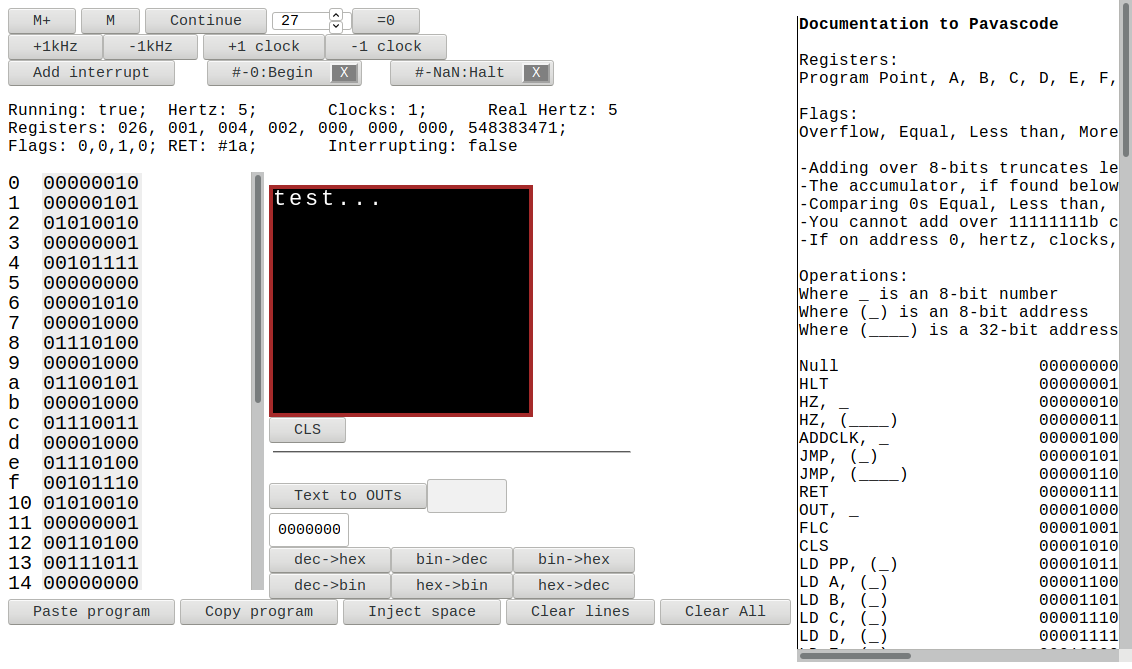 M+ M Continue 27 =0
+1kHz -1kHz +1 clock -1 clock
Add interrupt #-0:Begin X #-NaN:Halt X
Running: true; Hertz: 5; Clocks: 1; Real Hertz: 5
Registers: 026, 001, 004, 002, 000, 000, 000, 548383471;
Flags: 0,0,1,0; RET: #1a; Interrupting: false
0 00000010
1 00000101
2 01010010
3 00000001
4 00101111
5 00000000
6 00001010
7 00001000
8 01110100
9 00001000
a 01100101
b 00001000
c 01110011
d 00001000
e 01110100
f 00101110
10 01010010
11 00000001
12 00110100
13 00111011
14 00000000
test...
CLS
Text to OUTs
0000000
dec->hex bin->dec bin->hex
dec->bin hex->bin hex->dec
Paste program Copy program Inject space Clear lines Clear All
Documentation to Pavascode
Registers:
Program Point, A, B, C, D, E, F,
Flags:
Overflow, Equal, Less than, More
-Adding over 8-bits truncates le
-The accumulator, if found below
-Comparing 0s Equal, Less than,
-You cannot add over 11111111b c
-If on address 0, hertz, clocks,
Operations:
Where _ is an 8-bit number
Where (_) is an 8-bit address
Where (____) is a 32-bit address
Null 00000000
HLT 00000001
HZ, _ 00000010
HZ, (____) 00000011
ADDCLK, _ 00000100
JMP, (_) 00000101
JMP, (____) 00000110
RET 00000111
OUT, _ 00001000
FLC 00001001
CLS 00001010
LD PP, (_) 00001011
LD A, (_) 00001100
LD B, (_) 00001101
LD C, (_) 00001110
LD D, (_) 00001111